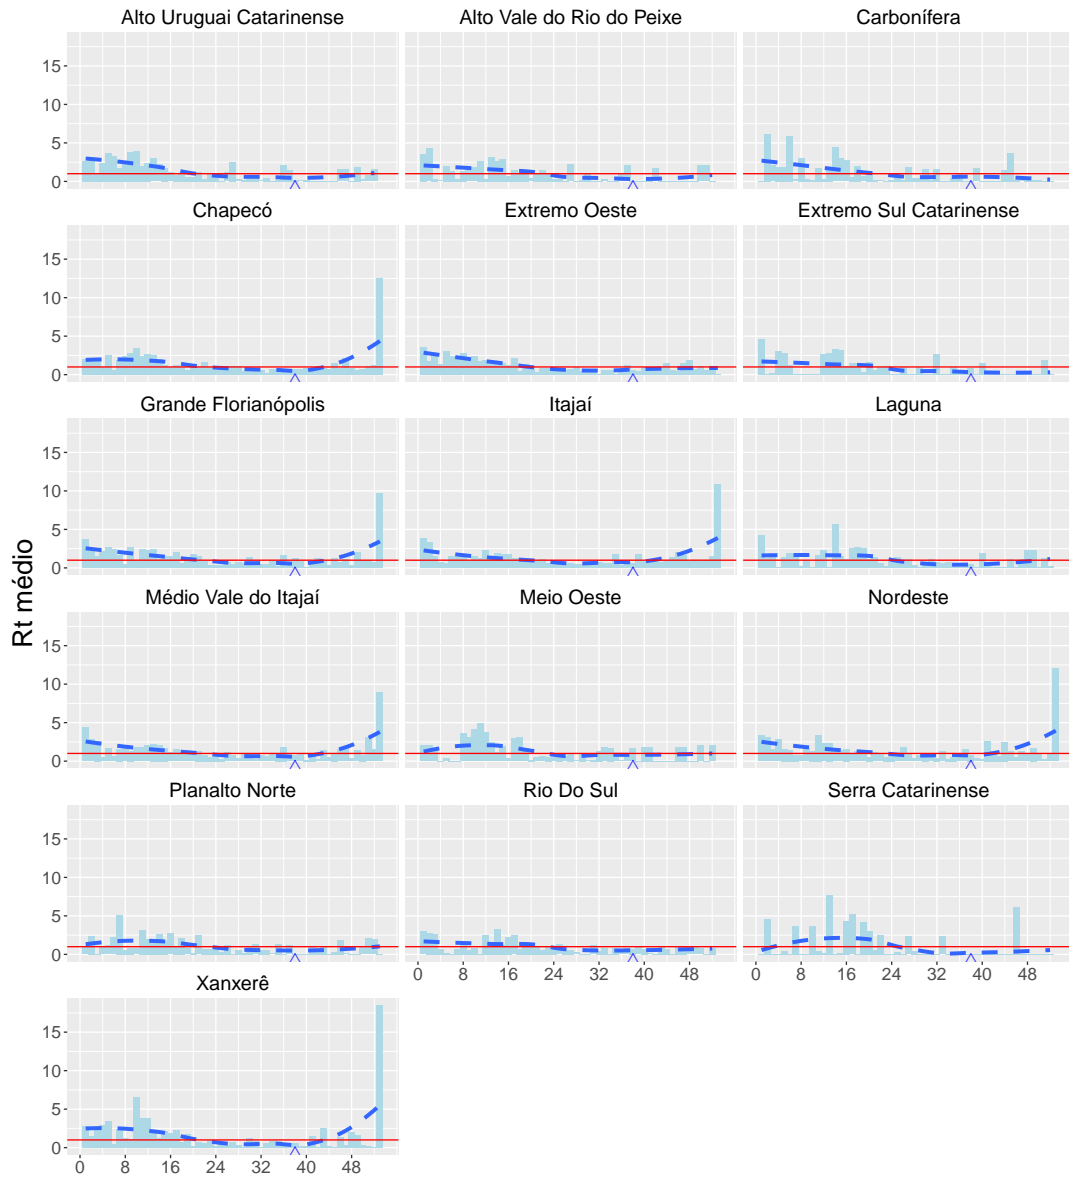 Alto Uruguai Catarinense
Alto Vale do Rio do Peixe
Carbonífera
15
10
5
0
Chapecó
Extremo Oeste
Extremo Sul Catarinense
15
10
5
0
Grande Florianópolis
Itajaí
Laguna
15
10
5
0
Rt médio
Médio Vale do Itajaí
Meio Oeste
Nordeste
15
10
5
0
Planalto Norte
Rio Do Sul
Serra Catarinense
15
10
5
0
0 8 16 24 32 40 48
0 8 16 24 32 40 48
Xanxerê
15
10
5
0
0 8 16 24 32 40 48